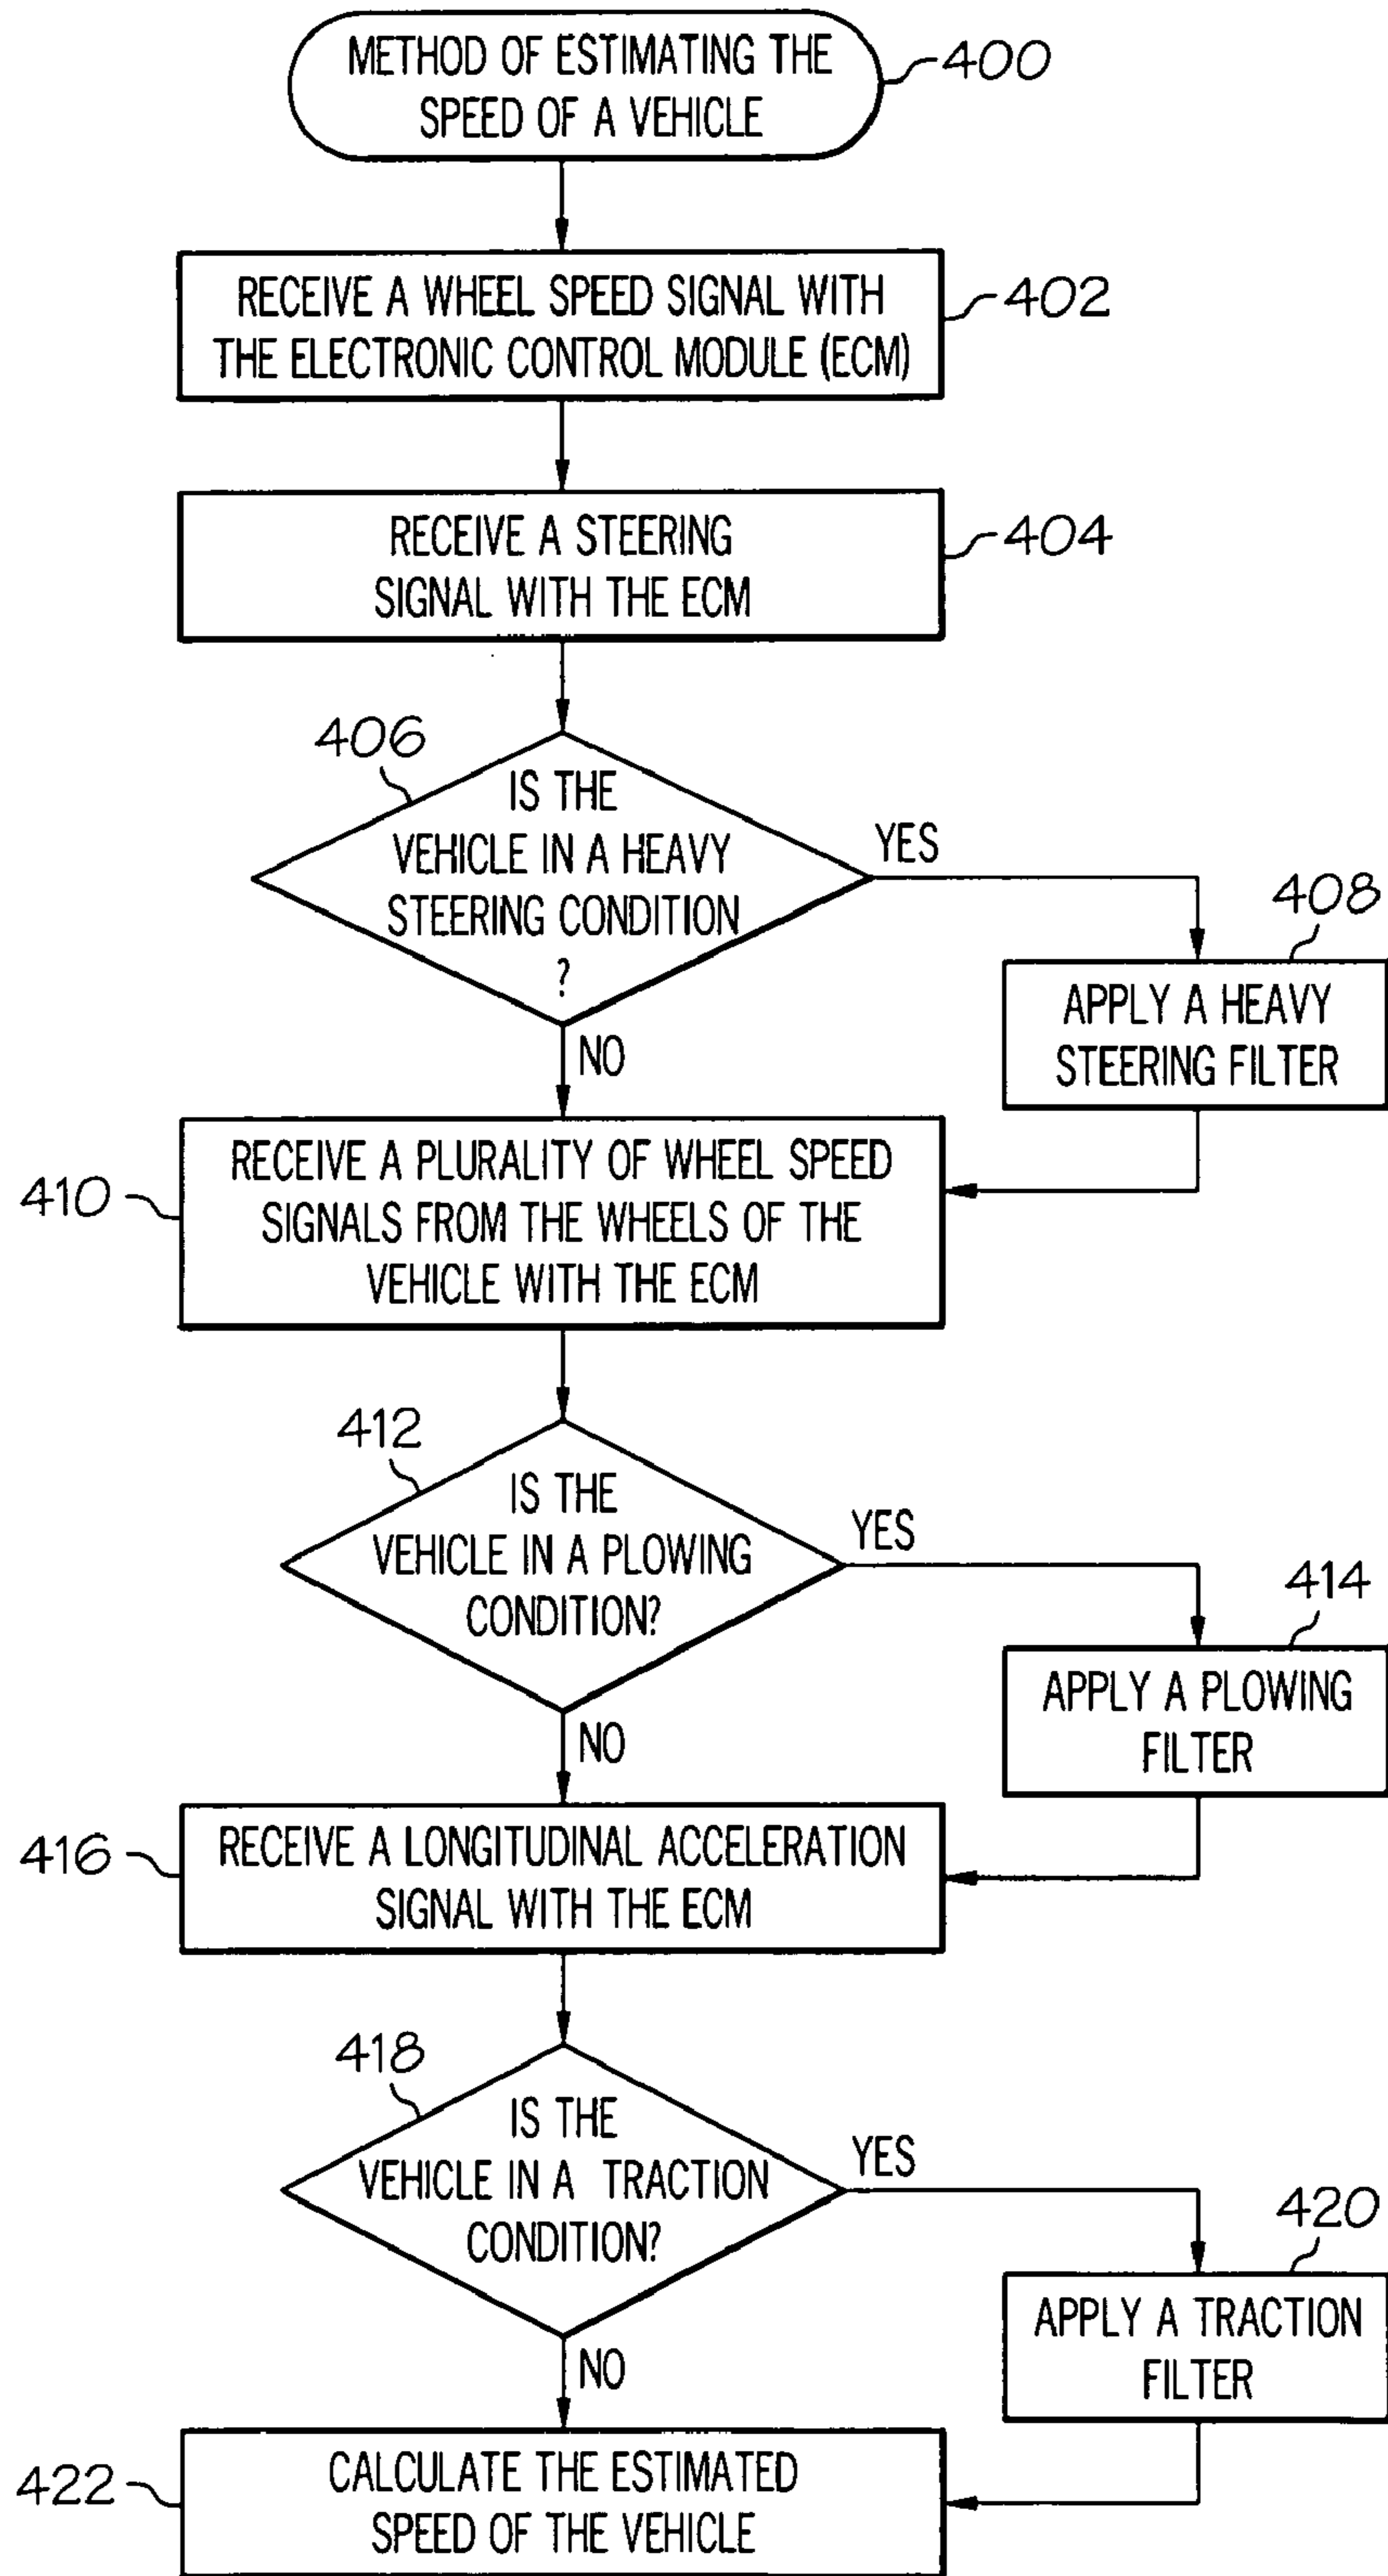 METHOD OF ESTIMATING THE
SPEED OF A VEHICLE
400
RECEIVE A WHEEL SPEED SIGNAL WITH
THE ELECTRONIC CONTROL MODULE (ECM)
402
RECEIVE A STEERING
SIGNAL WITH THE ECM
404
406
IS THE
VEHICLE IN A HEAVY
STEERING CONDITION
?
YES
408
APPLY A HEAVY
STEERING FILTER
NO
410
RECEIVE A PLURALITY OF WHEEL SPEED
SIGNALS FROM THE WHEELS OF THE
VEHICLE WITH THE ECM
412
IS THE
VEHICLE IN A PLOWING
CONDITION?
YES
414
APPLY A PLOWING
FILTER
NO
416
RECEIVE A LONGITUDINAL ACCELERATION
SIGNAL WITH THE ECM
418
IS THE
VEHICLE IN A TRACTION
CONDITION?
YES
420
APPLY A TRACTION
FILTER
NO
422
CALCULATE THE ESTIMATED
SPEED OF THE VEHICLE